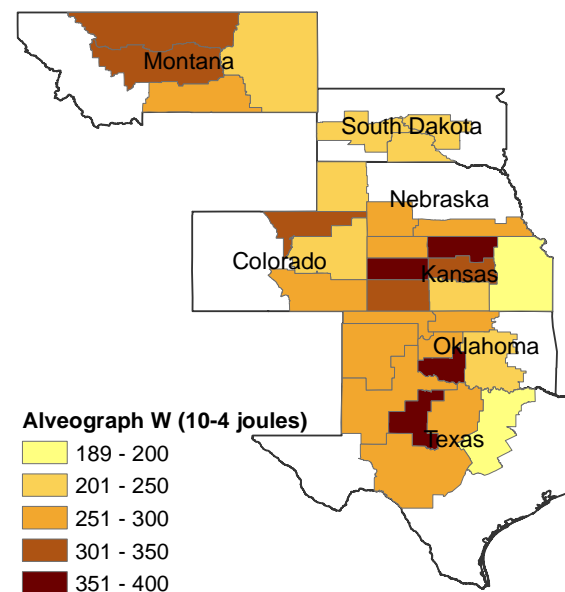 Montana
South Dakota
Nebraska
Colorado
Kansas
Oklahoma
Texas
Alveograph W (10-4 joules)
189 - 200
201 - 250
251 - 300
301 - 350
351 - 400